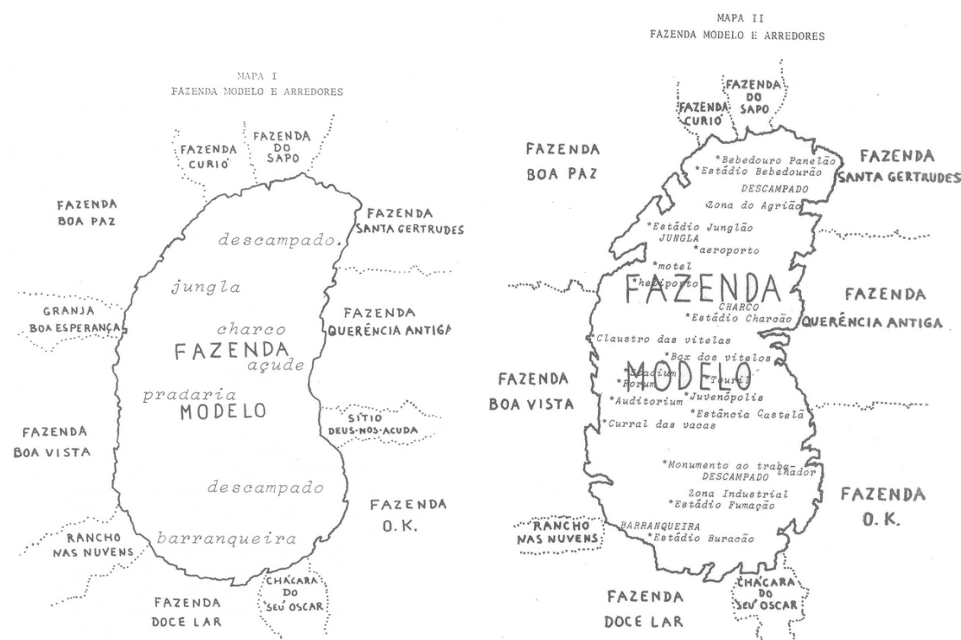 MAPA I
FAZENDA MODELO E ARREDORES
FAZENDA
CURIÓ
FAZENDA
DO
SAPO
FAZENDA
BOA PAZ
FAZENDA
SANTA GERTRUDES
descampado.
jungla
GRANJA
BOA ESPERANÇA
charco
FAZENDA
QUERÊNCIA ANTIGA
FAZENDA
açude
pradaria
MODELO
SÍTIO
DEUS-NOS-ACUDA
FAZENDA
BOA VISTA
descampado
FAZENDA
O.K.
RANCHO
NAS NUVENS
barranqueira
CHÁCARA
DO
SEU OSCAR
FAZENDA
DOCE LAR
MAPA II
FAZENDA MODELO E ARREDORES
FAZENDA
CURIÓ
FAZENDA
DO
SAPO
FAZENDA
BOA PAZ
*Bebedouro Panelão
*Estádio Bebedourão
FAZENDA
SANTA GERTRUDES
DESCAMPADO
Zona do Agrião
*Estádio Junglão
JUNGLA
*aeroporto
*motel
*heliporto
FAZENDA
CHARCO
*Estádio Charcão
FAZENDA
QUERÊNCIA ANTIGA
*Claustro das vitelas
*Box dos vitelos
*Stadium
MODELO
*Forum
*Touril
FAZENDA
BOA VISTA
*Auditorium
*Juvenópolis
*Estância Castelã
*Curral das vacas
*Monumento ao traba-
lhador
DESCAMPADO
Zona Industrial
*Estádio Fumação
FAZENDA
O.K.
RANCHO
NAS NUVENS
BARRANQUEIRA
*Estádio Buracão
CHÁCARA
DO
SEU OSCAR
FAZENDA
DOCE LAR